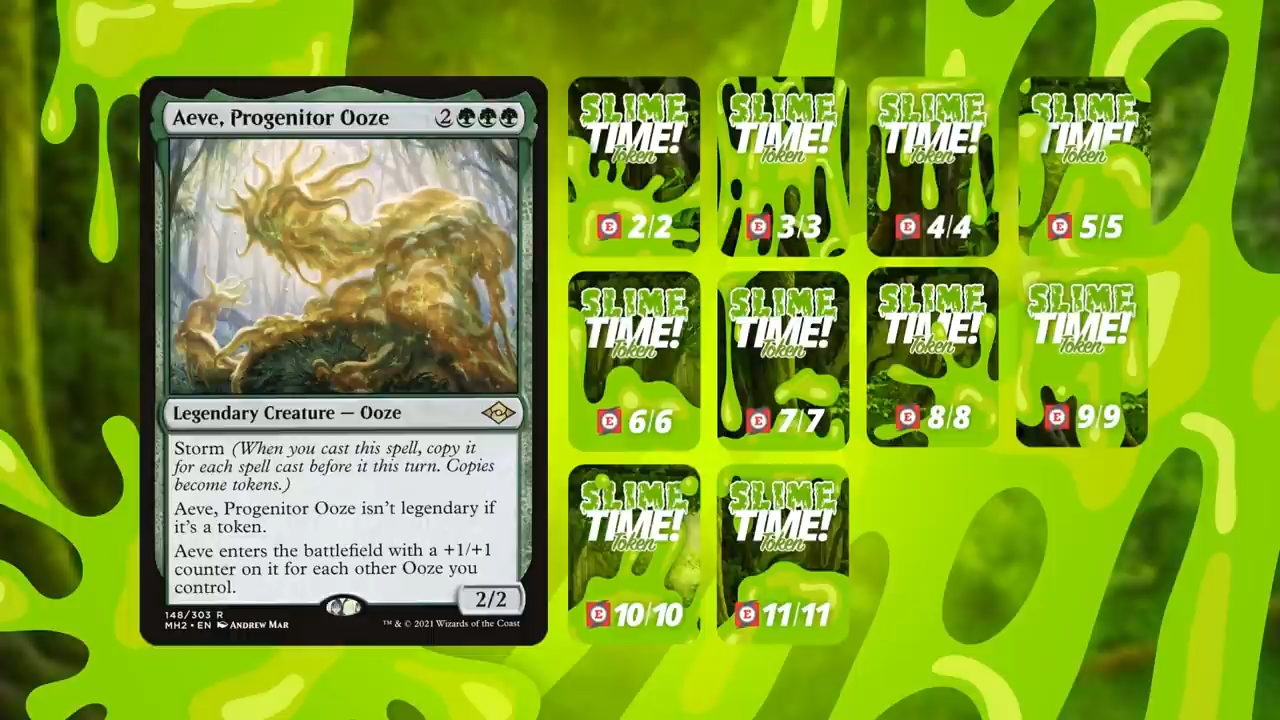 Aeve, Progenitor Ooze 2
Legendary Creature — Ooze
Storm (When you cast this spell, copy it
for each spell cast before it this turn. Copies
become tokens.)
Aeve, Progenitor Ooze isn't legendary if
it's a token.
Aeve enters the battlefield with a +1/+1
counter on it for each other Ooze you
control.
2/2
148/303 R
MH2 • EN ANDREW MAR
™ & © 2021 Wizards of the Coast
SLIME
TIME!
Token
E 2/2
SLIME
TIME!
Token
E 3/3
SLIME
TIME!
Token
E 4/4
SLIME
TIME!
Token
E 5/5
SLIME
TIME!
Token
E 6/6
SLIME
TIME!
Token
E 7/7
SLIME
TIME!
Token
E 8/8
SLIME
TIME!
Token
E 9/9
SLIME
TIME!
Token
E 10/10
SLIME
TIME!
Token
E 11/11